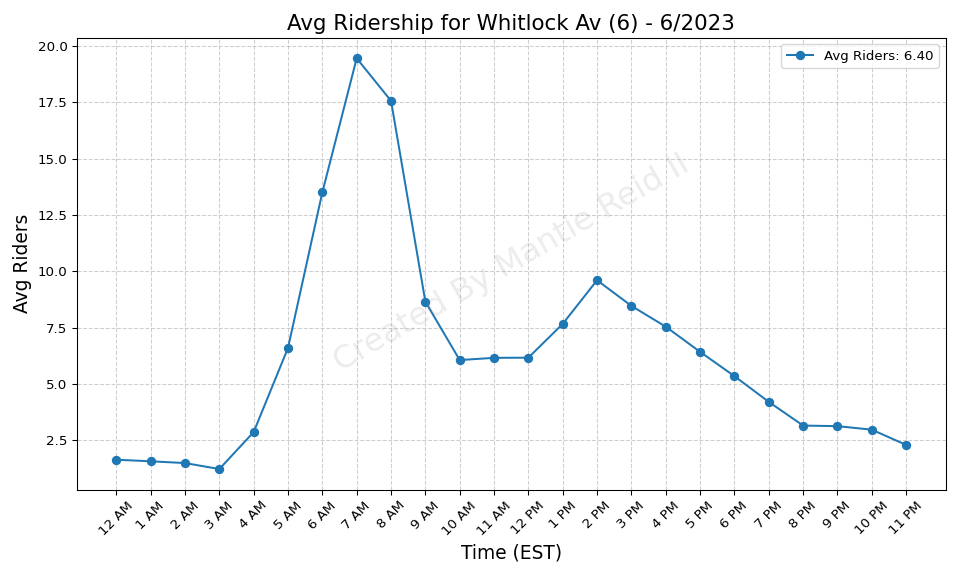 Avg Ridership for Whitlock Av (6) - 6/2023
Avg Riders: 6.40
20.0
17.5
15.0
12.5
10.0
7.5
5.0
2.5
Avg Riders
Created By Mantie Reid II
12 AM
1 AM
2 AM
3 AM
4 AM
5 AM
6 AM
7 AM
8 AM
9 AM
10 AM
11 AM
12 PM
1 PM
2 PM
3 PM
4 PM
5 PM
6 PM
7 PM
8 PM
9 PM
10 PM
11 PM
Time (EST)